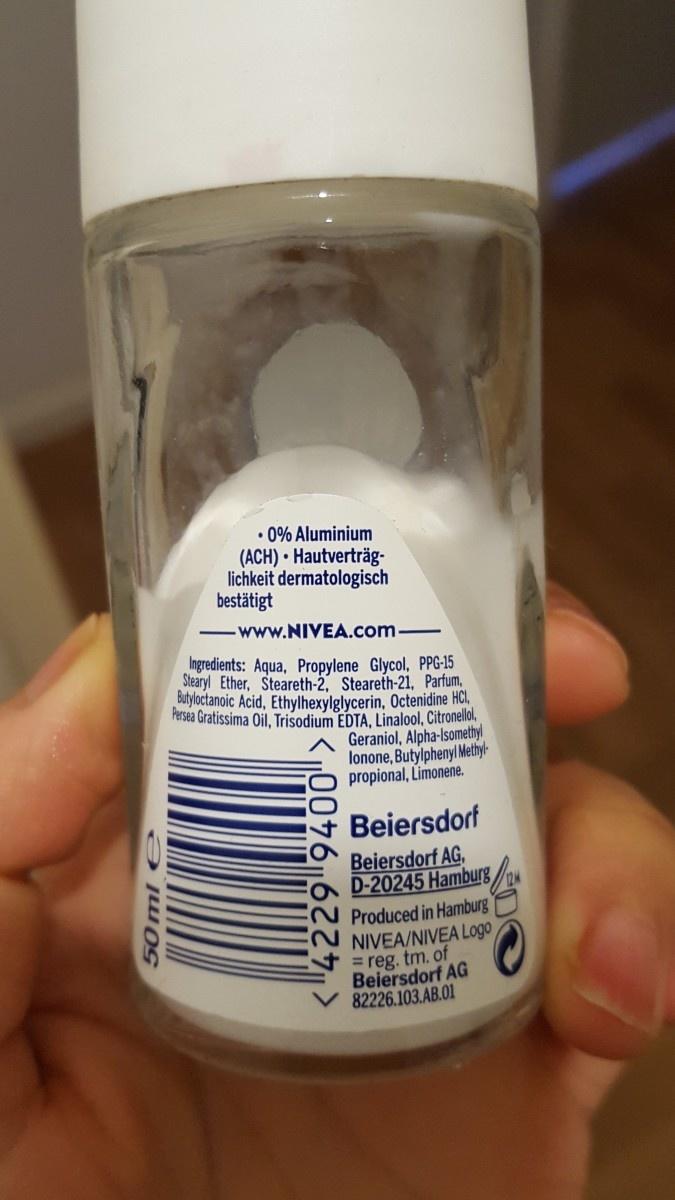 • 0% Aluminium
(ACH) • Hautverträg-
lichkeit dermatologisch
bestätigt
www.NIVEA.com
Ingredients: Aqua, Propylene Glycol, PPG-15
Stearyl Ether, Steareth-2, Steareth-21, Parfum,
Butyloctanoic Acid, Ethylhexylglycerin, Octenidine HCl,
Persea Gratissima Oil, Trisodium EDTA, Linalool, Citronellol,
Geraniol, Alpha-Isomethyl
Ionone, Butylphenyl Methyl-
propional, Limonene.
50 ml e
< 4229 9400 >
Beiersdorf
Beiersdorf AG,
D-20245 Hamburg
12M
Produced in Hamburg
NIVEA/NIVEA Logo
= reg. tm. of
Beiersdorf AG
82226.103.AB.01